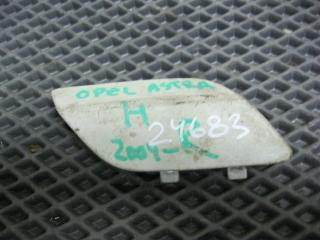 OPEL ASTRA
H
24683
2004- R